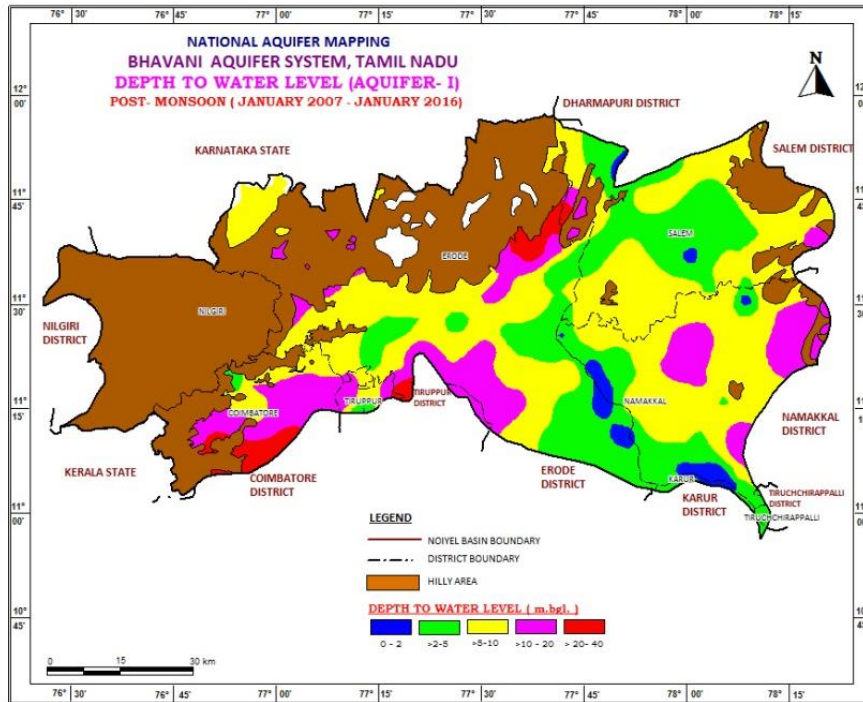 76° 30'
76° 45'
77° 00'
77° 15'
77° 30'
77° 45'
78° 00'
78° 15'
NATIONAL AQUIFER MAPPING
BHAVANI AQUIFER SYSTEM, TAMIL NADU
DEPTH TO WATER LEVEL (AQUIFER- I)
POST- MONSOON ( JANUARY 2007 - JANUARY 2016)
N
12°
00'
DHARMAPURI DISTRICT
KARNATAKA STATE
SALEM DISTRICT
11°
45'
SALEM
ERODE
11°
30'
NILGIRI
NILGIRI
DISTRICT
11°
15'
TIRUPPUR
TIRUPPUR
DISTRICT
COIMBATORE
NAMAKKAL
NAMAKKAL
DISTRICT
KERALA STATE
COIMBATORE
DISTRICT
ERODE
DISTRICT
KARUR
KARUR
DISTRICT
TIRUCHCHIRAPPALLI
DISTRICT
TIRUCHCHIRAPPALLI
11°
00'
LEGEND
NOIYEL BASIN BOUNDARY
DISTRICT BOUNDARY
HILLY AREA
DEPTH TO WATER LEVEL ( m.bgl. )
0 - 2
>2-5
>5-10
>10 - 20
> 20- 40
10°
45'
0 15 30 km
76° 30'
76° 45'
77° 00'
77° 15'
77° 30'
77° 45'
78° 00'
78° 15'